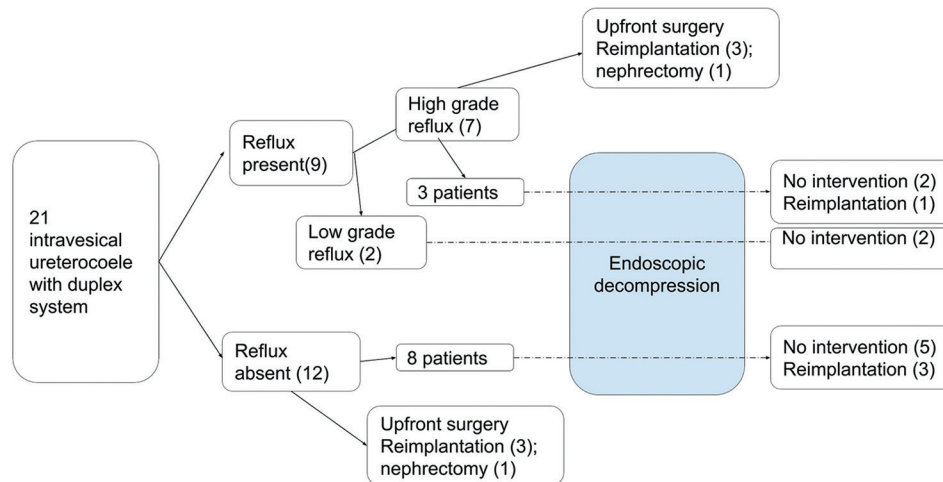 21
intravesical
ureterocoele
with duplex
system
Reflux
present(9)
High grade
reflux (7)
Upfront surgery
Reimplantation (3);
nephrectomy (1)
3 patients
Low grade
reflux (2)
Endoscopic
decompression
No intervention (2)
Reimplantation (1)
No intervention (2)
Reflux
absent (12)
8 patients
No intervention (5)
Reimplantation (3)
Upfront surgery
Reimplantation (3);
nephrectomy (1)